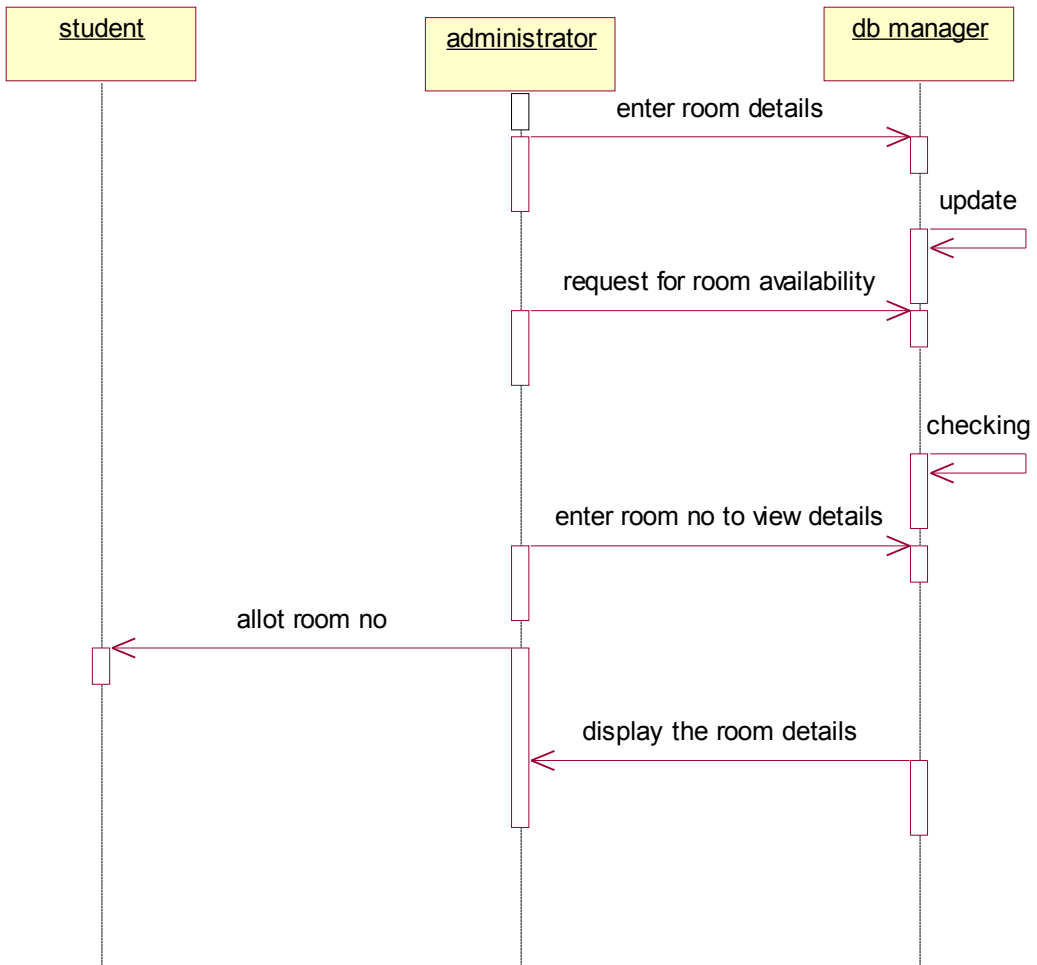 student
administrator
db manager
enter room details
update
request for room availability
checking
enter room no to view details
allot room no
display the room details